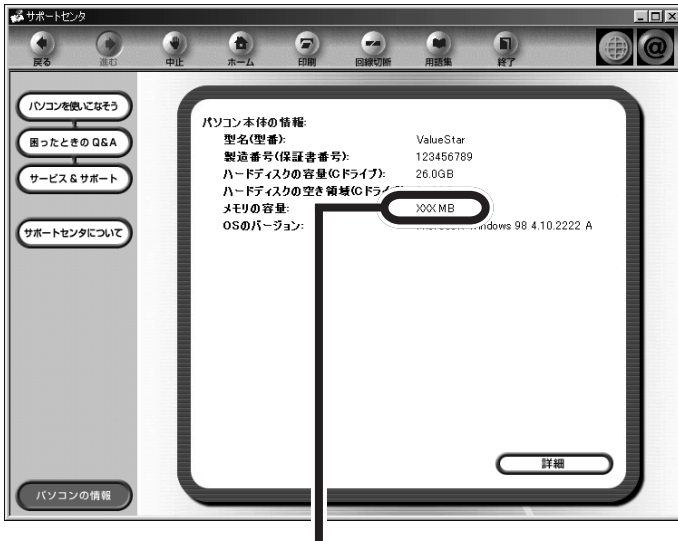 サポートセンタ
戻る 進む 中止 ホーム 印刷 回線切断 用語集 終了
パソコンを使いこなそう
困ったときの Q&A
サービス & サポート
サポートセンタについて
パソコンの情報
パソコン本体の情報:
型名(型番): ValueStar
製造番号(保証書番号): 123456789
ハードディスクの容量(Cドライブ): 26.0GB
ハードディスクの空き領域(Cドライ
メモリの容量: XXX MB
OSのバージョン: Windows 98 4.10.2222 A
詳細